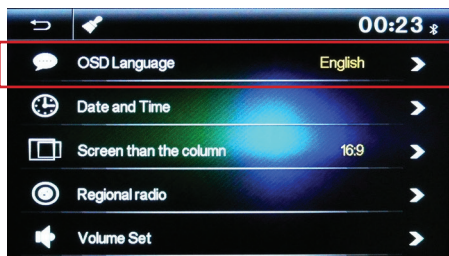 00:23
OSD Language English
Date and Time
Screen than the column 16:9
Regional radio
Volume Set